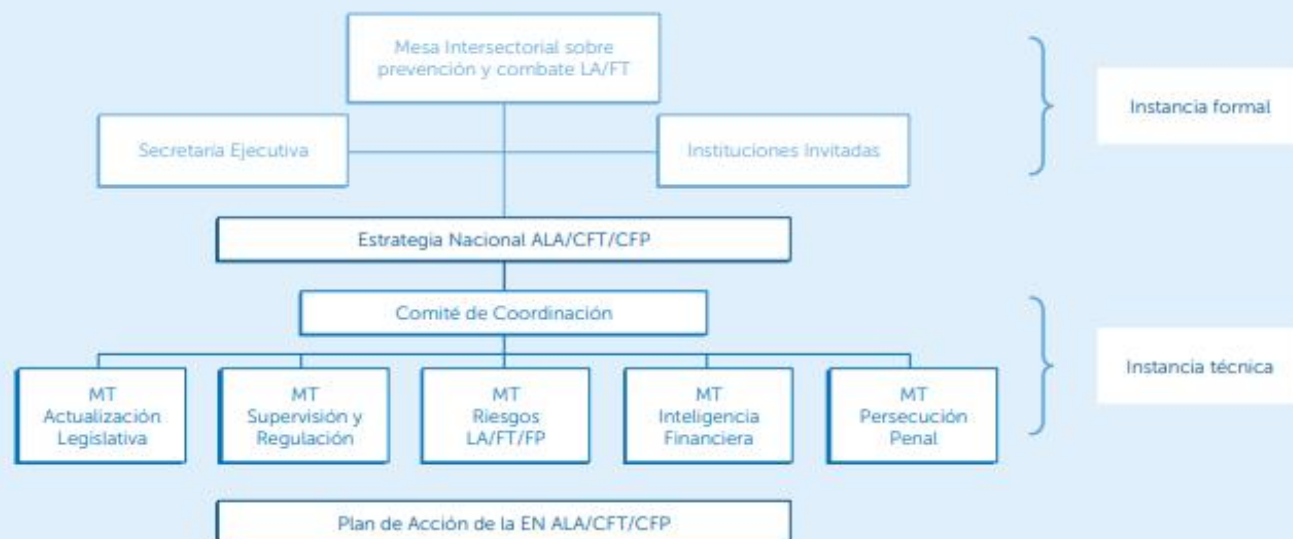 Mesa Intersectorial sobre
prevención y combate LA/FT
Instancia formal
Secretaría Ejecutiva
Instituciones Invitadas
Estrategia Nacional ALA/CFT/CFP
Comité de Coordinación
Instancia técnica
MT
Actualización
Legislativa
MT
Supervisión y
Regulación
MT
Riesgos
LA/FT/FP
MT
Inteligencia
Financiera
MT
Persecución
Penal
Plan de Acción de la EN ALA/CFT/CFP